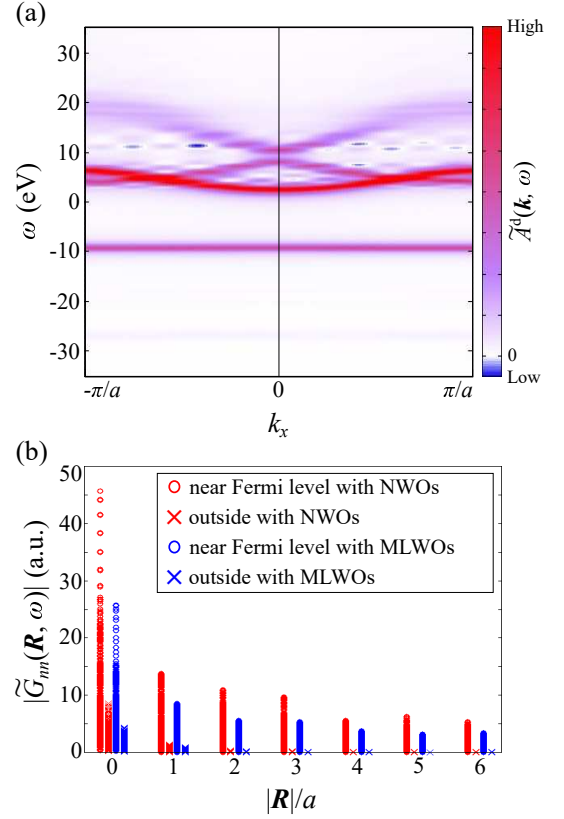 (a)
High
30
20
10
0
-10
-20
-30
ω (eV)
Ã^d(k, ω)
0
Low
-π/a
0
π/a
k_x
(b)
50
40
30
20
10
0
|G̃_nn(R, ω)| (a.u.)
near Fermi level with NWOs
outside with NWOs
near Fermi level with MLWOs
outside with MLWOs
0 1 2 3 4 5 6
|R|/a